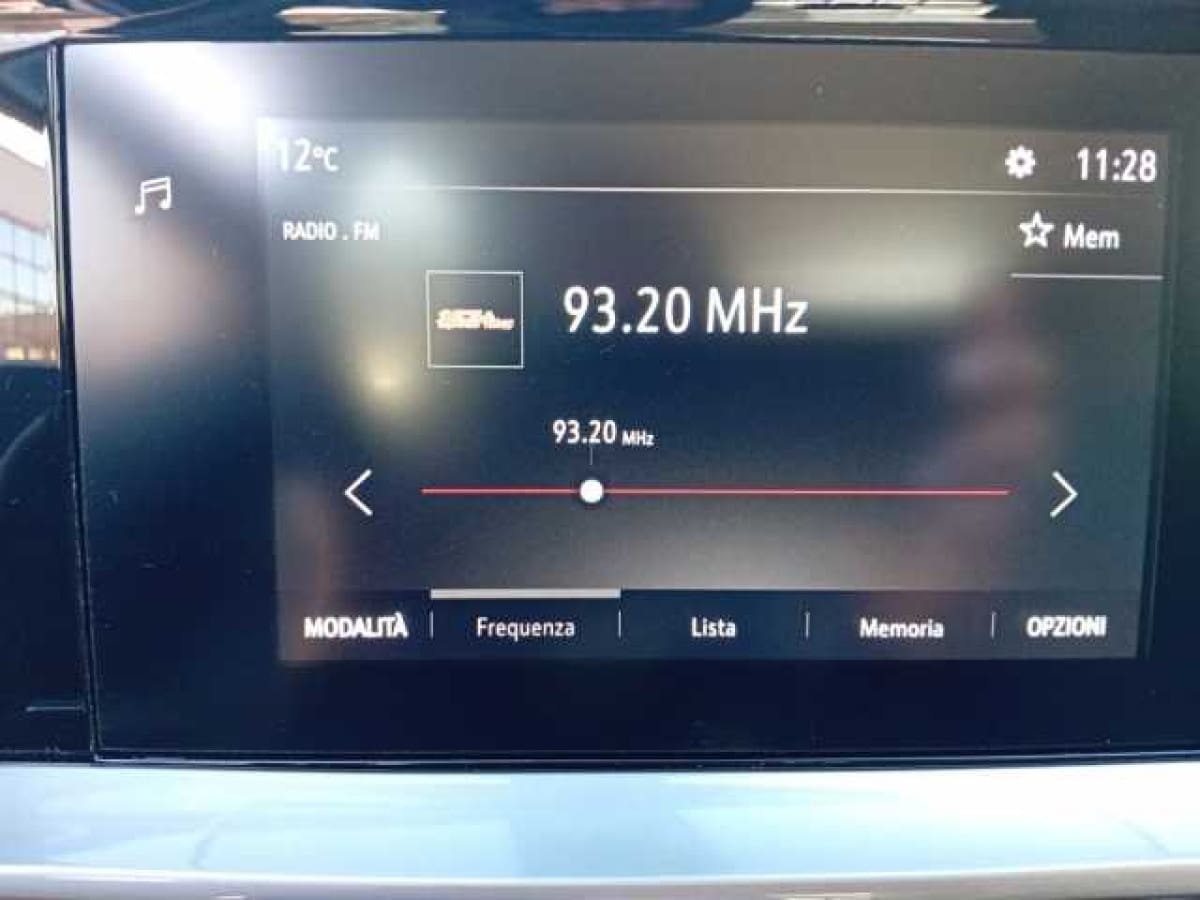 12°C
11:28
RADIO . FM
Mem
93.20 MHz
93.20 MHz
MODALITÀ
Frequenza
Lista
Memoria
OPZIONI